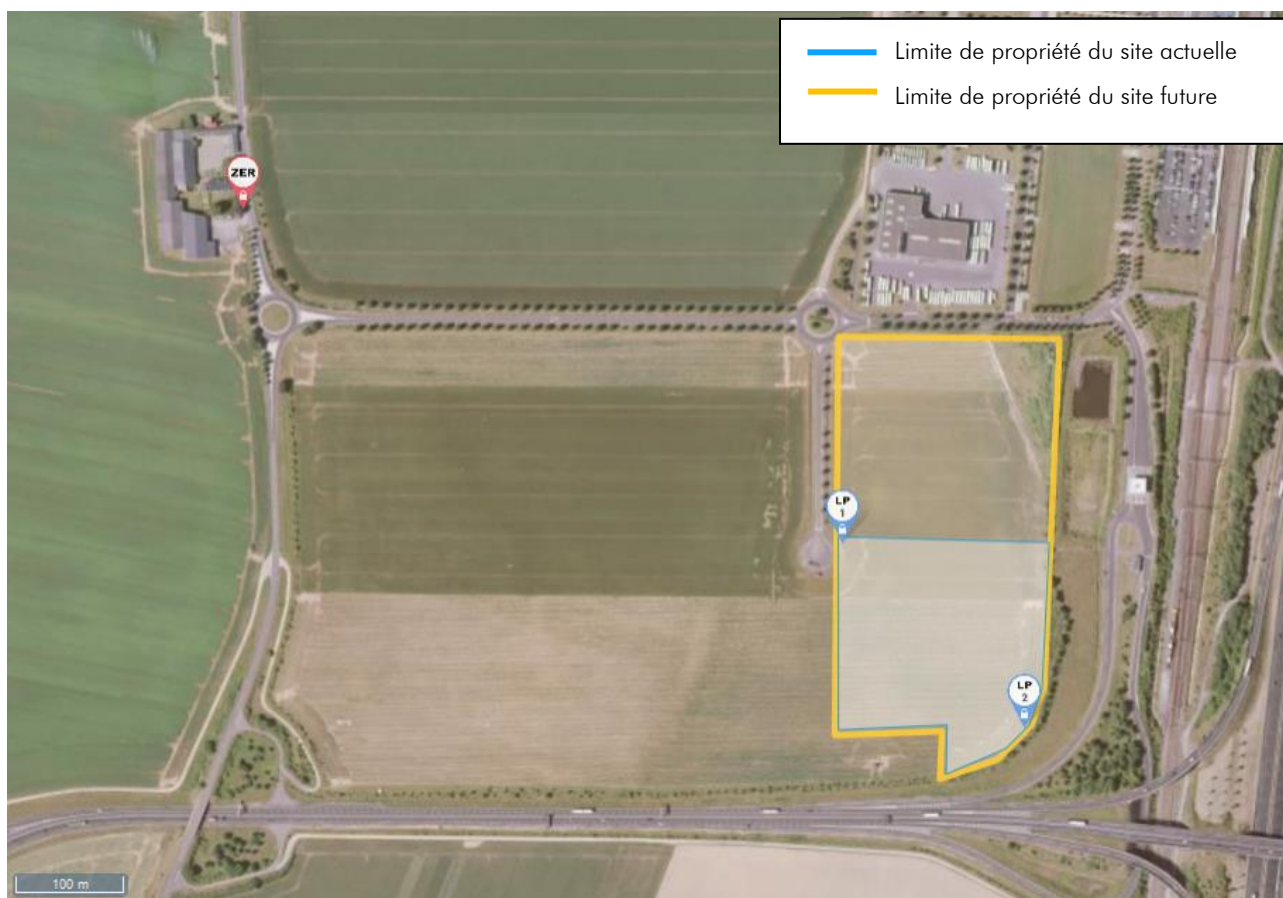 Limite de propriété du site actuelle
Limite de propriété du site future
ZER
LP
1
LP
2
100 m